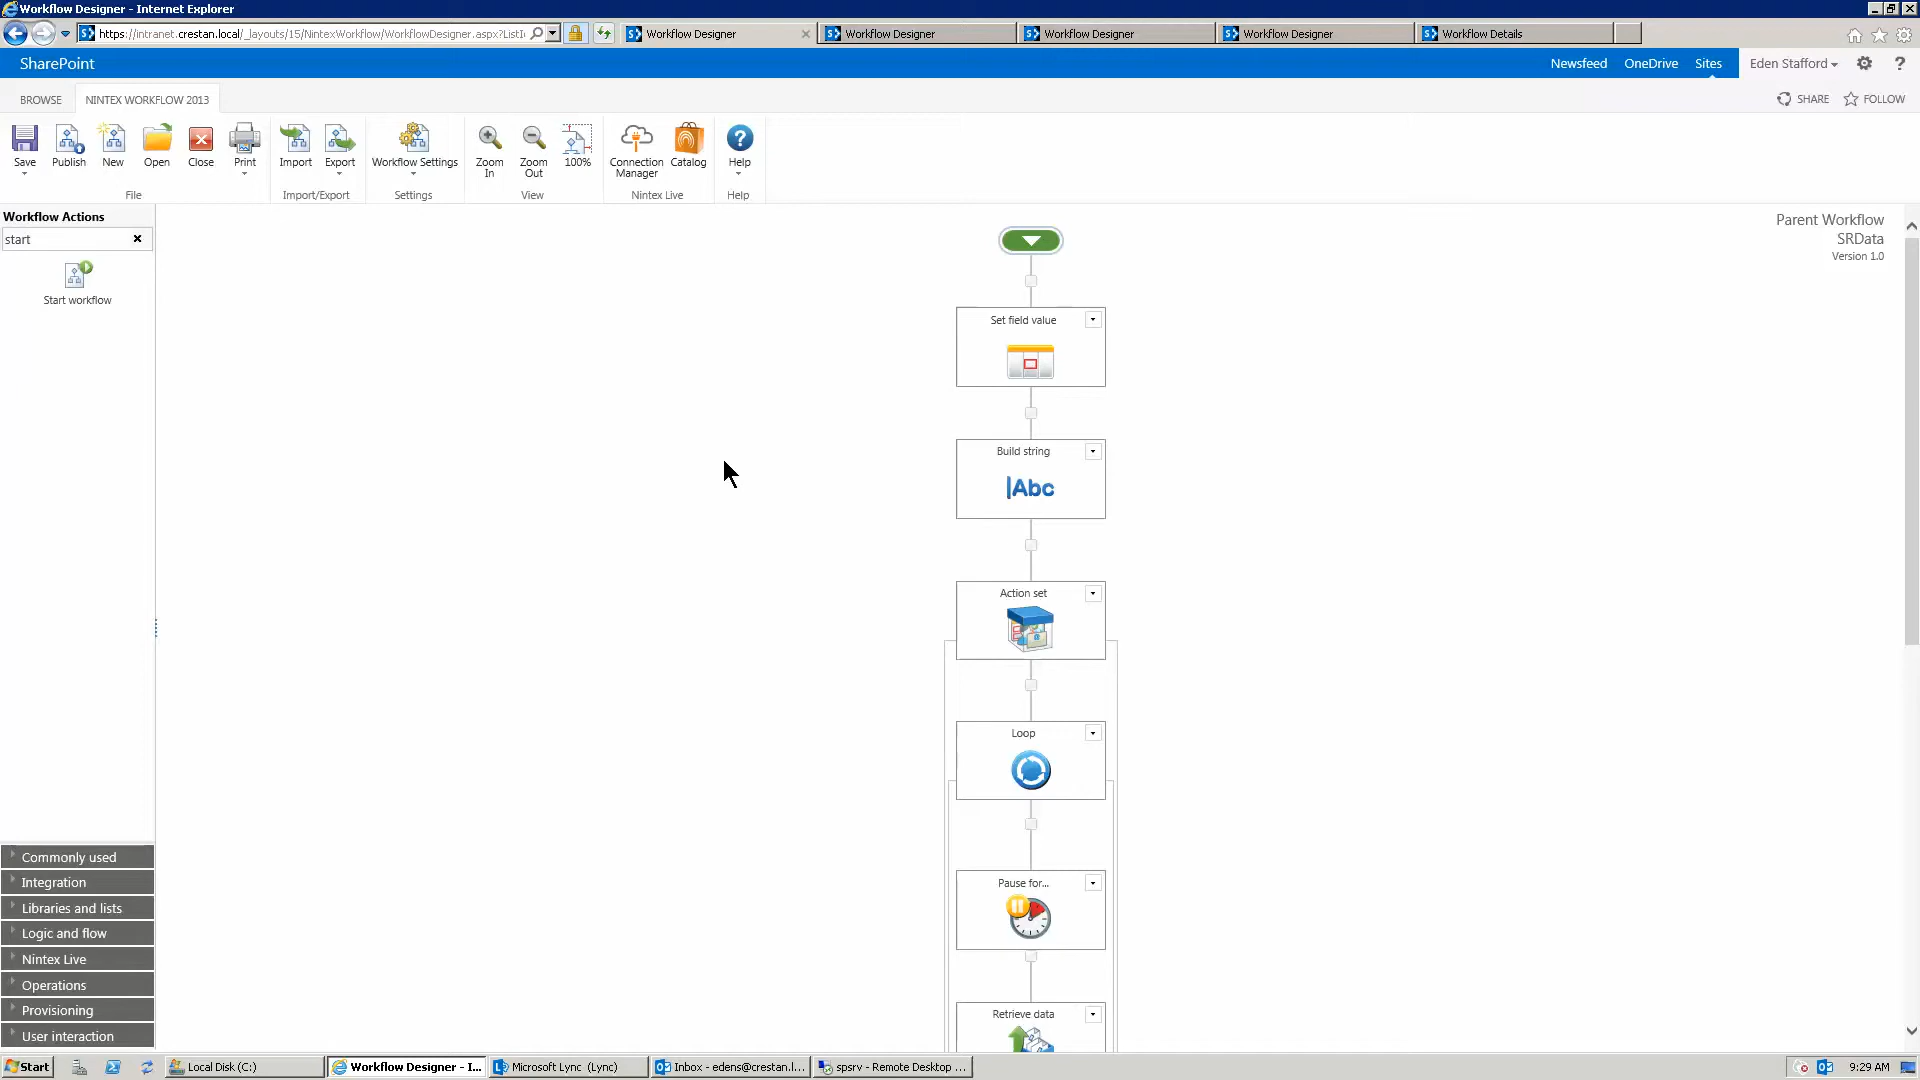 Workflow Designer - Internet Explorer
https://intranet.crestan.local/_layouts/15/NintexWorkflow/WorkflowDesigner.aspx?ListI
Workflow Designer
Workflow Designer
Workflow Designer
Workflow Designer
Workflow Details
SharePoint
Newsfeed
OneDrive
Sites
Eden Stafford
?
BROWSE
NINTEX WORKFLOW 2013
SHARE
FOLLOW
Save
Publish
New
Open
Close
Print
Import
Export
Workflow Settings
Zoom In
Zoom Out
100%
Connection Manager
Catalog
Help
File
Import/Export
Settings
View
Nintex Live
Help
Workflow Actions
start
Start workflow
Parent Workflow
SRData
Version 1.0
Set field value
Build string
Abc
Action set
Loop
Pause for...
Retrieve data
Commonly used
Integration
Libraries and lists
Logic and flow
Nintex Live
Operations
Provisioning
User interaction
Start
Local Disk (C:)
Workflow Designer - I...
Microsoft Lync (Lync)
Inbox - edens@crestan.l...
spsrv - Remote Desktop ...
9:29 AM